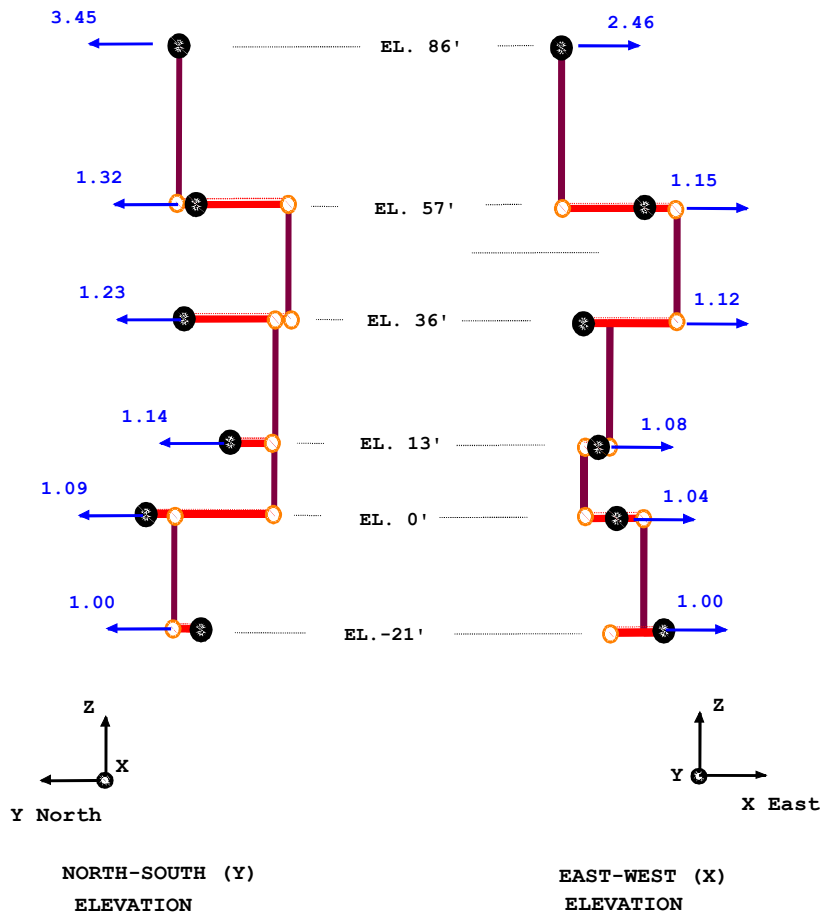 3.45
EL. 86'
2.46
1.32
EL. 57'
1.15
1.23
EL. 36'
1.12
1.14
EL. 13'
1.08
1.09
EL. 0'
1.04
1.00
EL.-21'
1.00
Z
X
Y North
Z
Y
X East
NORTH-SOUTH (Y)
ELEVATION
EAST-WEST (X)
ELEVATION